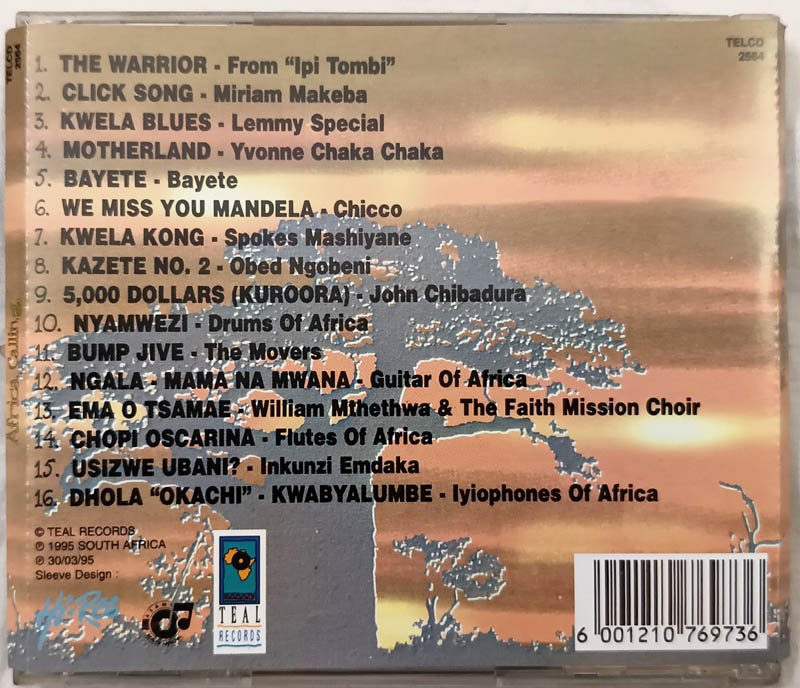 TELCD
2564
Africa Calling
TELCD
2564
1. THE WARRIOR - From "Ipi Tombi"
2. CLICK SONG - Miriam Makeba
3. KWELA BLUES - Lemmy Special
4. MOTHERLAND - Yvonne Chaka Chaka
5. BAYETE - Bayete
6. WE MISS YOU MANDELA - Chicco
7. KWELA KONG - Spokes Mashiyane
8. KAZETE NO. 2 - Obed Ngobeni
9. 5,000 DOLLARS (KUROORA) - John Chibadura
10. NYAMWEZI - Drums Of Africa
11. BUMP JIVE - The Movers
12. NGALA - MAMA NA MWANA - Guitar Of Africa
13. EMA O TSAMAE - William Mthethwa & The Faith Mission Choir
14. CHOPI OSCARINA - Flutes Of Africa
15. USIZWE UBANI? - Inkunzi Emdaka
16. DHOLA "OKACHI" - KWABYALUMBE - Iyiophones Of Africa
© TEAL RECORDS
℗ 1995 SOUTH AFRICA
℗ 30/03/95
Sleeve Design :
Hi-Res
TEAL
RECORDS
6 001210 769736